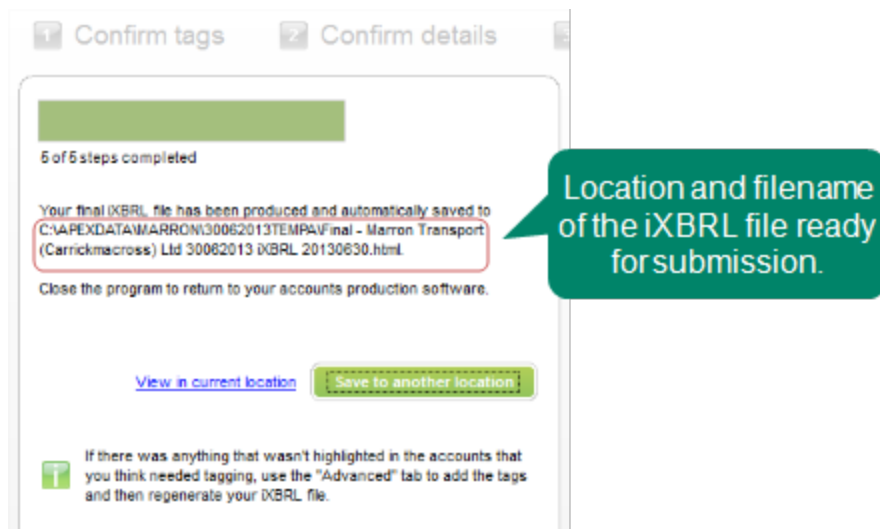 1 Confirm tags 2 Confirm details 3
5 of 5 steps completed
Your final iXBRL file has been produced and automatically saved to
C:\APEXDATA\MARRON\30062013TEMPA\Final - Marron Transport
(Carrickmacross) Ltd 30062013 iXBRL 20130630.html.
Close the program to return to your accounts production software.
Location and filename
of the iXBRL file ready
for submission.
View in current location Save to another location
i If there was anything that wasn't highlighted in the accounts that
you think needed tagging, use the "Advanced" tab to add the tags
and then regenerate your iXBRL file.